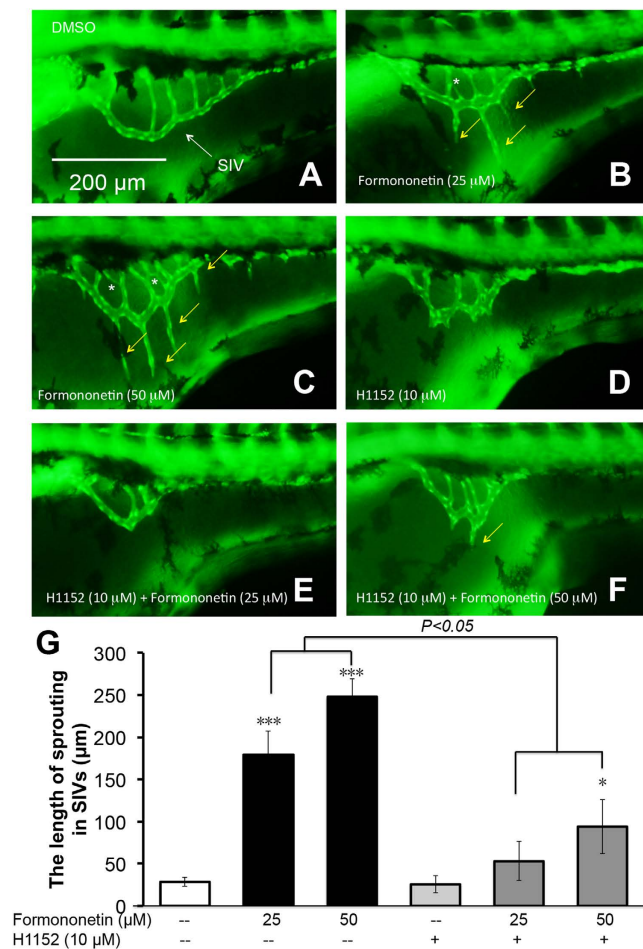 DMSO
SIV
200 µm
A
*
B
Formononetin (25 µM)
* *
C
Formononetin (50 µM)
D
H1152 (10 µM)
E
H1152 (10 µM) + Formononetin (25 µM)
F
H1152 (10 µM) + Formononetin (50 µM)
G
P<0.05
The length of sprouting
in SIVs (µm)
300
250
200
150
100
50
0
***
***
*
Formononetin (µM) -- 25 50 -- 25 50
H1152 (10 µM) -- -- -- + + +